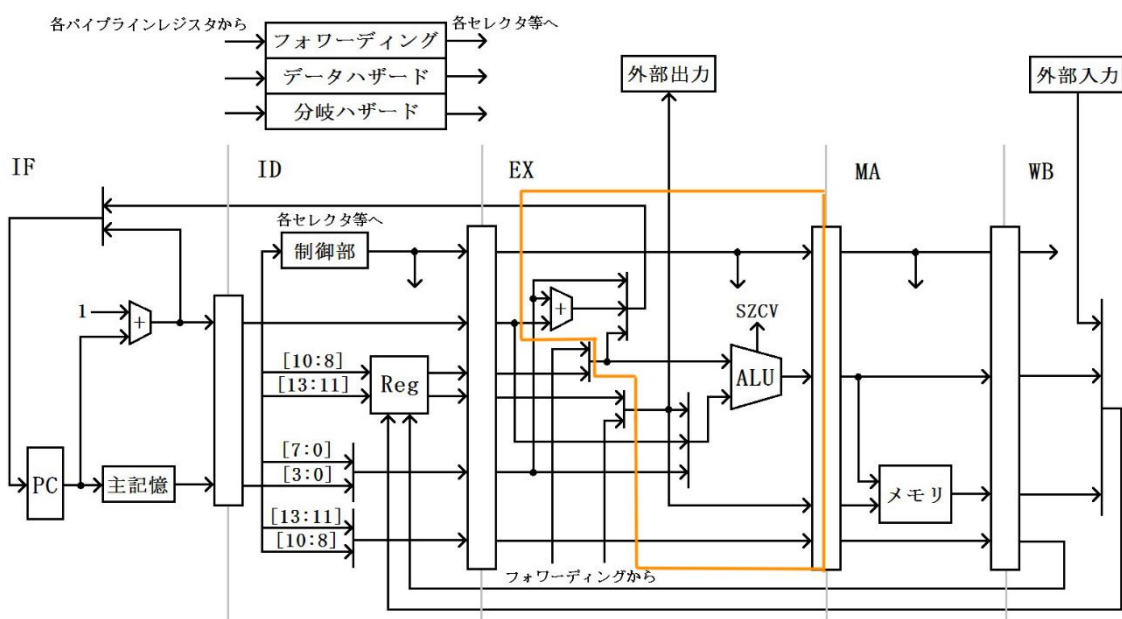 各パイプラインレジスタから
各セレクタ等へ
フォワーディング
データハザード
分岐ハザード
外部出力
外部入力
IF
ID
EX
MA
WB
各セレクタ等へ
制御部
1
+
+
SZCV
ALU
[10:8]
[13:11]
Reg
[7:0]
[3:0]
PC
主記憶
メモリ
[13:11]
[10:8]
フォワーディングから